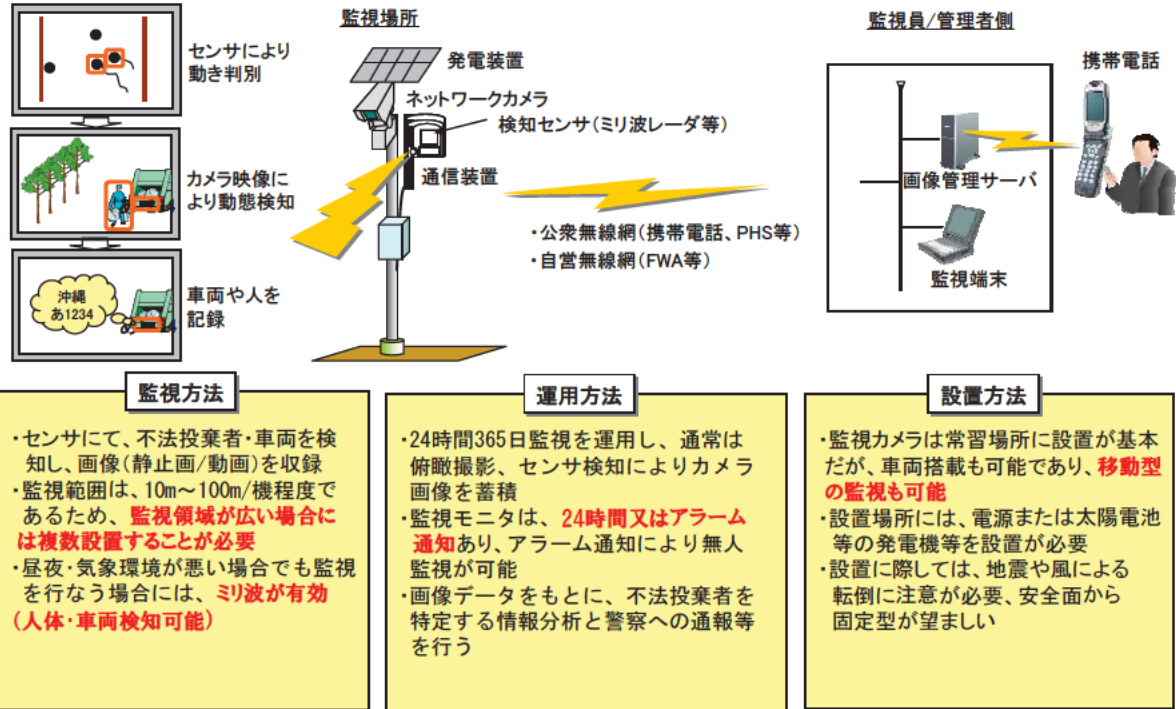 センサにより
動き判別
カメラ映像に
より動態検知
沖縄
あ1234
車両や人を
記録
監視場所
発電装置
ネットワークカメラ
検知センサ(ミリ波レーダ等)
通信装置
・公衆無線網(携帯電話、PHS等)
・自営無線網(FWA等)
監視員/管理者側
携帯電話
画像管理サーバ
監視端末
監視方法
・センサにて、不法投棄者・車両を検
知し、画像(静止画/動画)を収録
・監視範囲は、10m～100m/機程度で
あるため、監視領域が広い場合に
は複数設置することが必要
・昼夜・気象環境が悪い場合でも監視
を行なう場合には、ミリ波が有効
(人体・車両検知可能)
運用方法
・24時間365日監視を運用し、通常は
俯瞰撮影、センサ検知によりカメラ
画像を蓄積
・監視モニタは、24時間又はアラーム
通知あり、アラーム通知により無人
監視が可能
・画像データをもとに、不法投棄者を
特定する情報分析と警察への通報等
を行う
設置方法
・監視カメラは常習場所に設置が基本
だが、車両搭載も可能であり、移動型
の監視も可能
・設置場所には、電源または太陽電池
等の発電機等を設置が必要
・設置に際しては、地震や風による
転倒に注意が必要、安全面から
固定型が望ましい